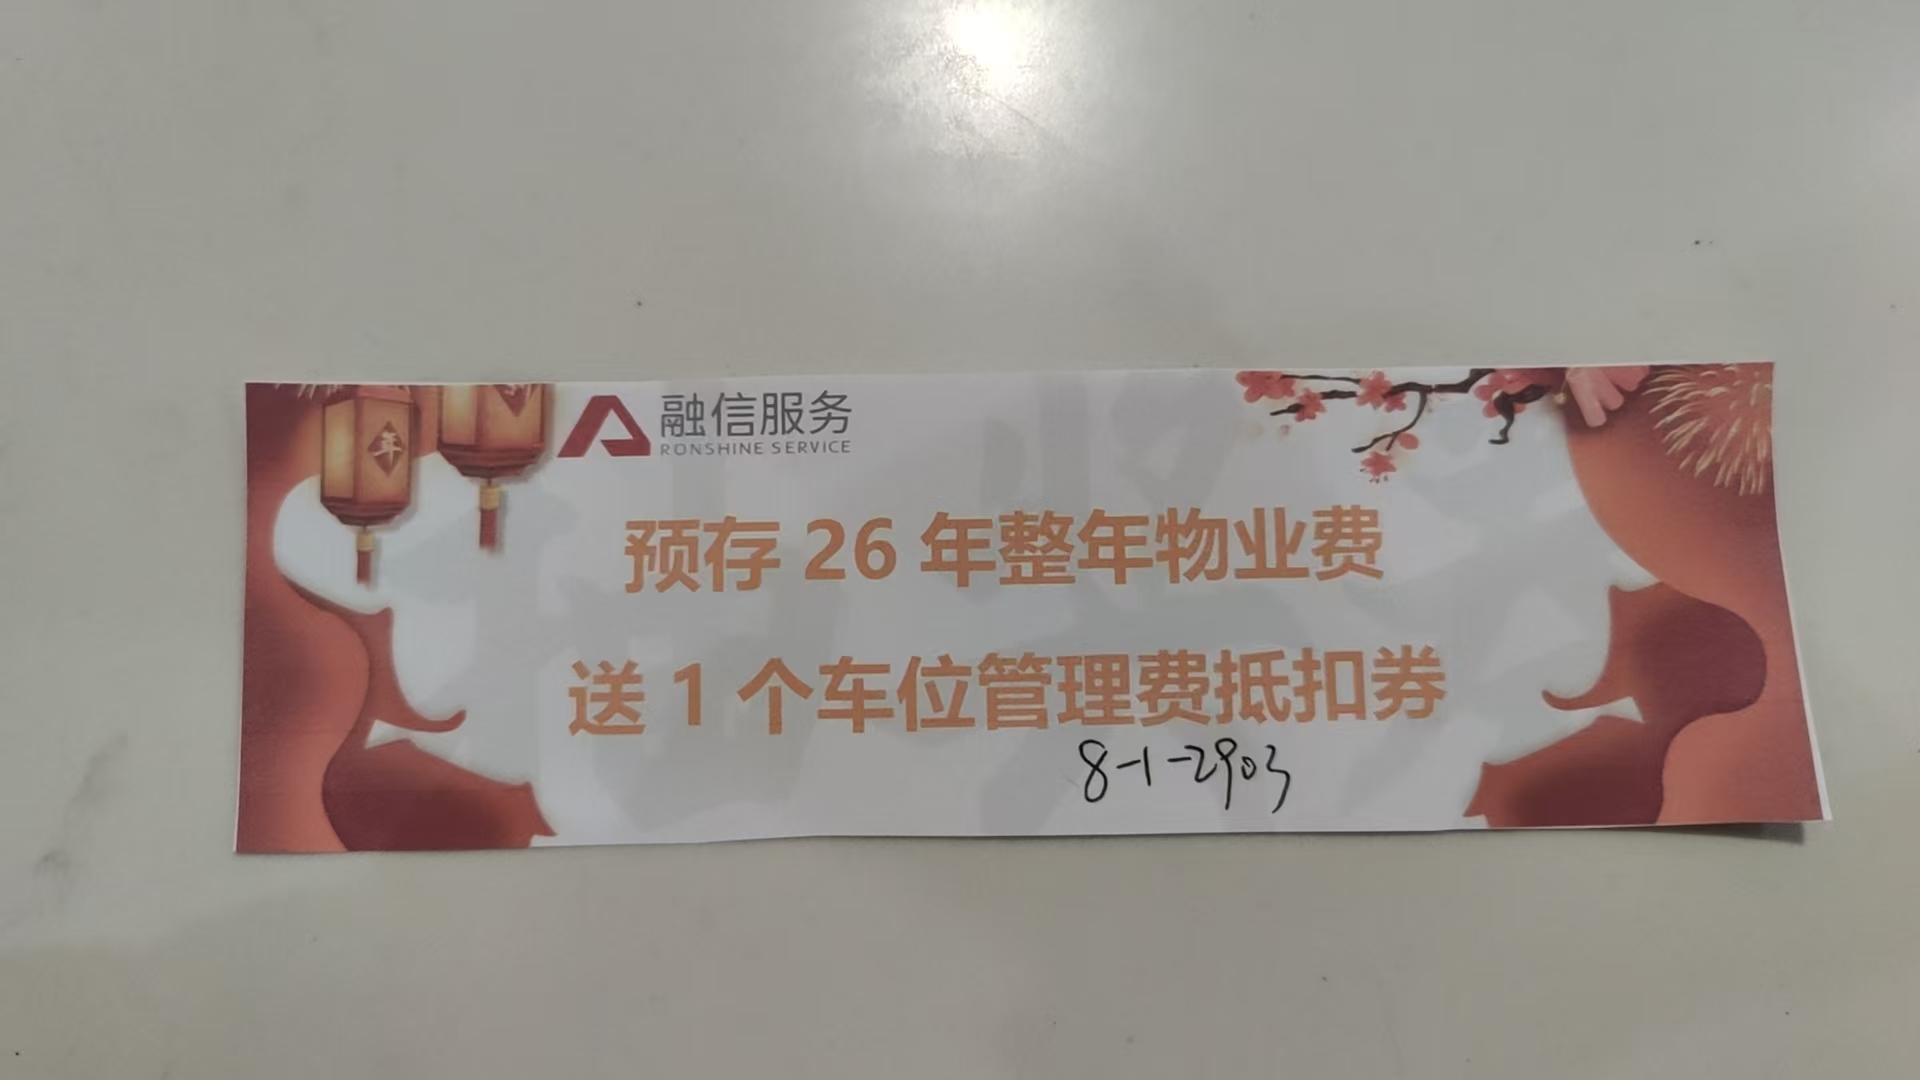 年
融信服务
RONSHINE SERVICE
预存 26 年整年物业费
送 1 个车位管理费抵扣券
8-1-2903